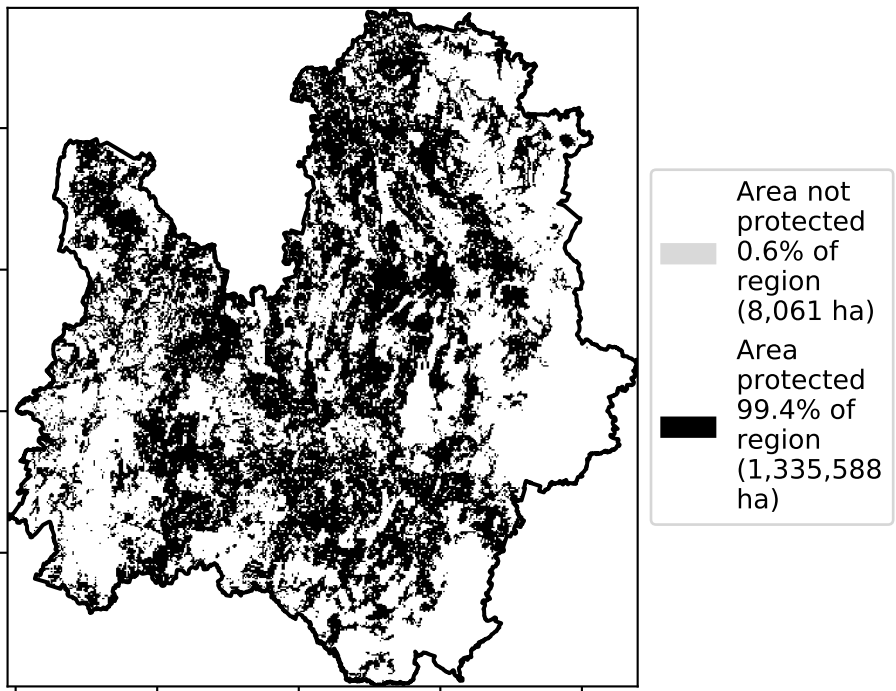 Area not
protected
0.6% of
region
(8,061 ha)
Area
protected
99.4% of
region
(1,335,588
ha)